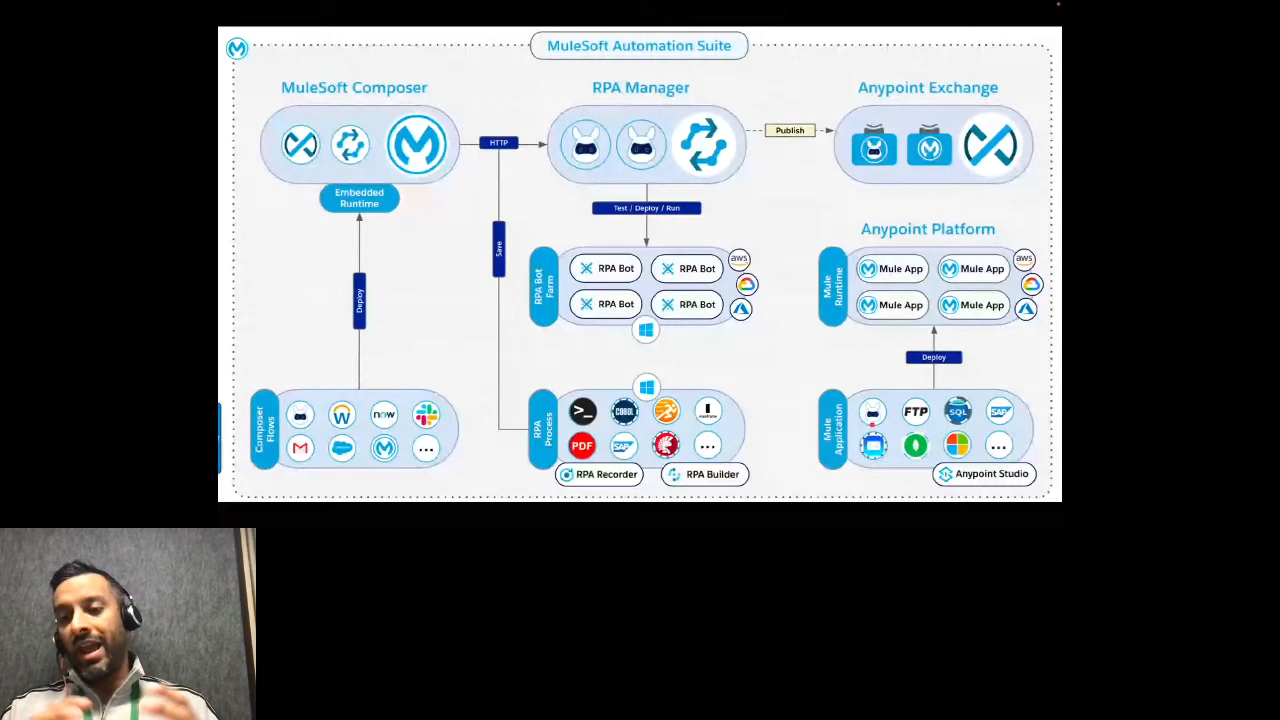 MuleSoft Automation Suite
MuleSoft Composer
RPA Manager
Anypoint Exchange
HTTP
Publish
Embedded
Runtime
Test / Deploy / Run
Save
Deploy
Anypoint Platform
RPA Bot
Farm
RPA Bot
RPA Bot
RPA Bot
RPA Bot
aws
Mule
Runtime
Mule App
Mule App
Mule App
Mule App
aws
Deploy
Composer
Flows
W
now
M
...
RPA
Process
>_
COBOL
PDF
SAP
...
RPA Recorder
RPA Builder
Mule
Application
FTP
SQL
SAP
...
Anypoint Studio